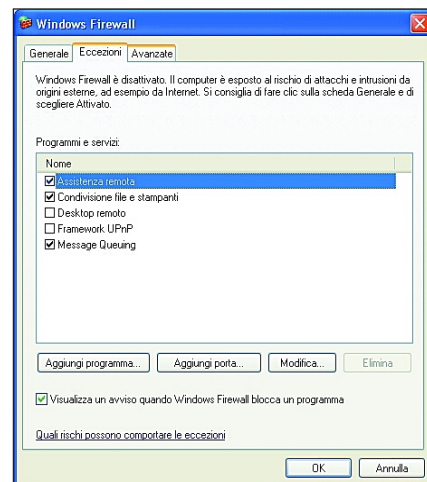 Windows Firewall
Generale Eccezioni Avanzate
Windows Firewall è disattivato. Il computer è esposto al rischio di attacchi e intrusioni da
origini esterne, ad esempio da Internet. Si consiglia di fare clic sulla scheda Generale e di
scegliere Attivato.
Programmi e servizi:
Nome
Assistenza remota
Condivisione file e stampanti
Desktop remoto
Framework UPnP
Message Queuing
Aggiungi programma... Aggiungi porta... Modifica... Elimina
Visualizza un avviso quando Windows Firewall blocca un programma
Quali rischi possono comportare le eccezioni
OK Annulla